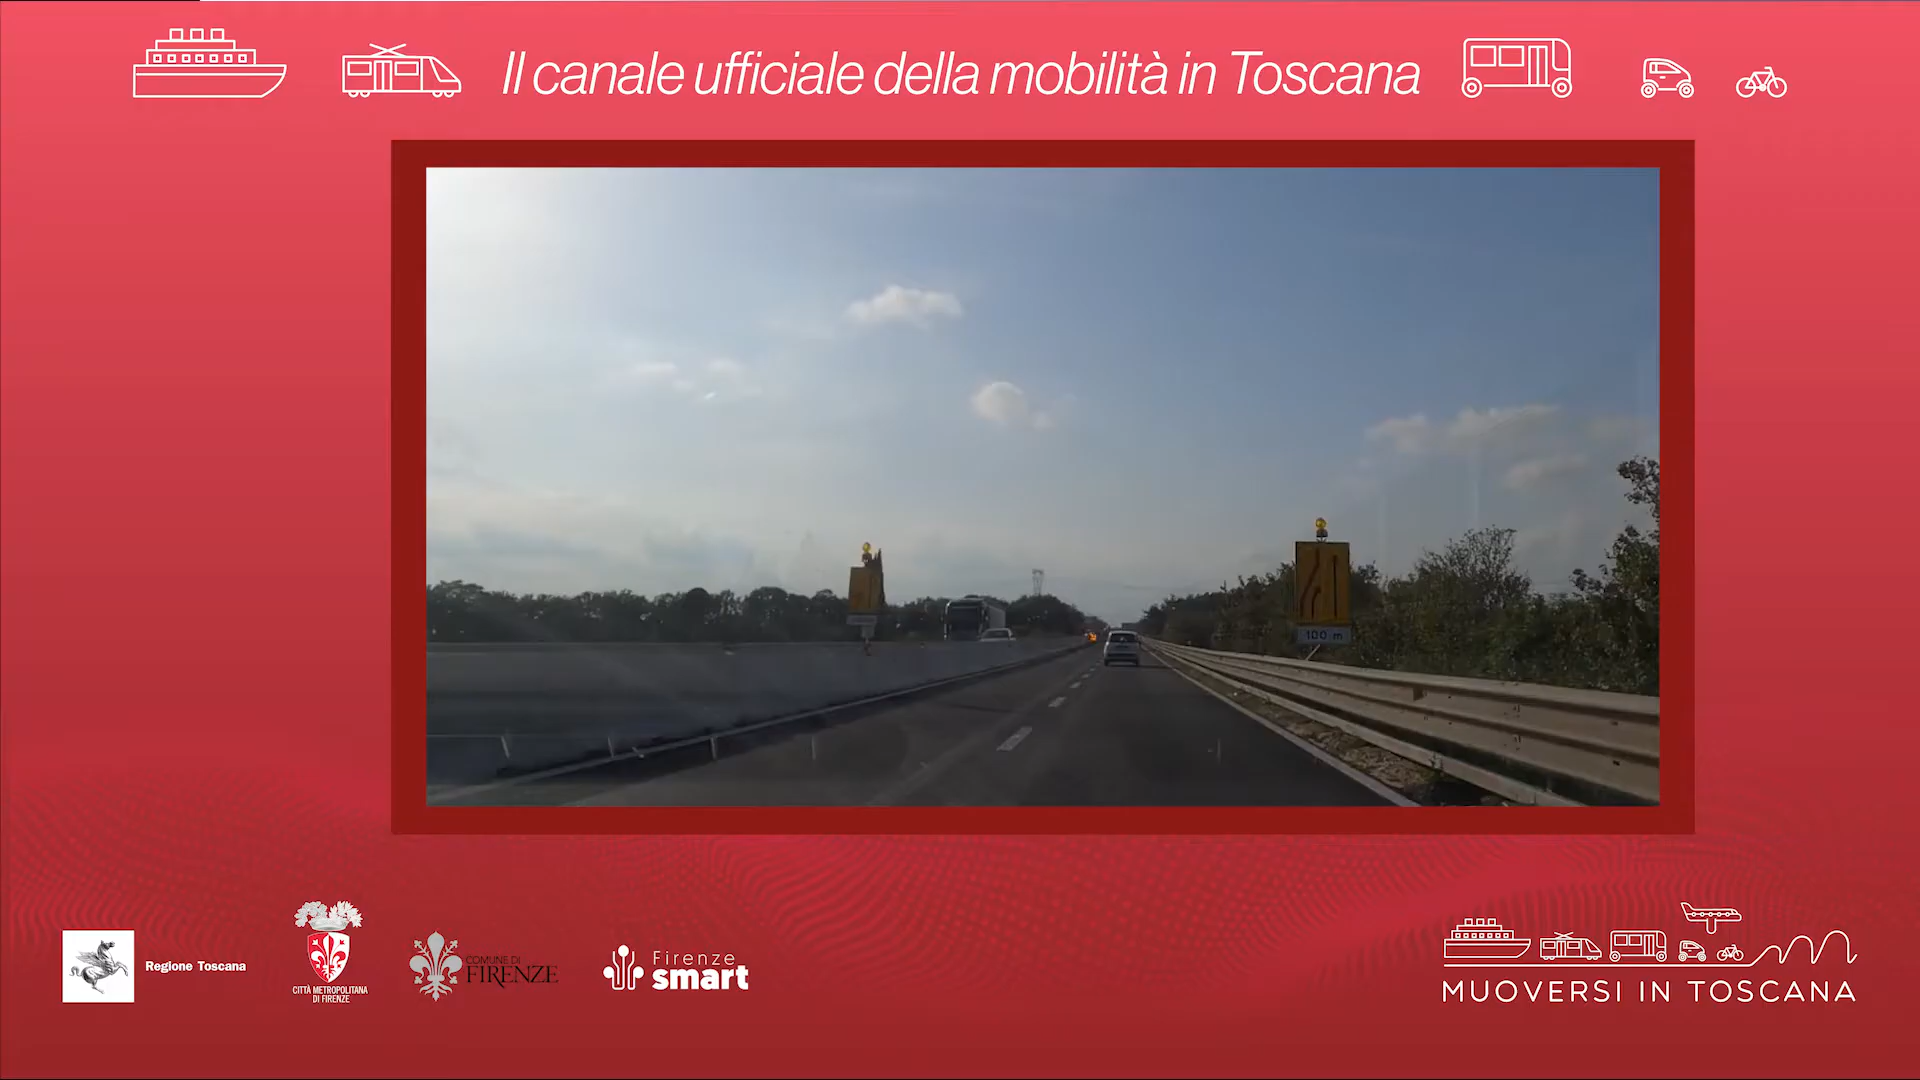 Il canale ufficiale della mobilità in Toscana
100 m
Regione Toscana
CITTÀ METROPOLITANA
DI FIRENZE
COMUNE DI
FIRENZE
Firenze
smart
MUOVERSI IN TOSCANA